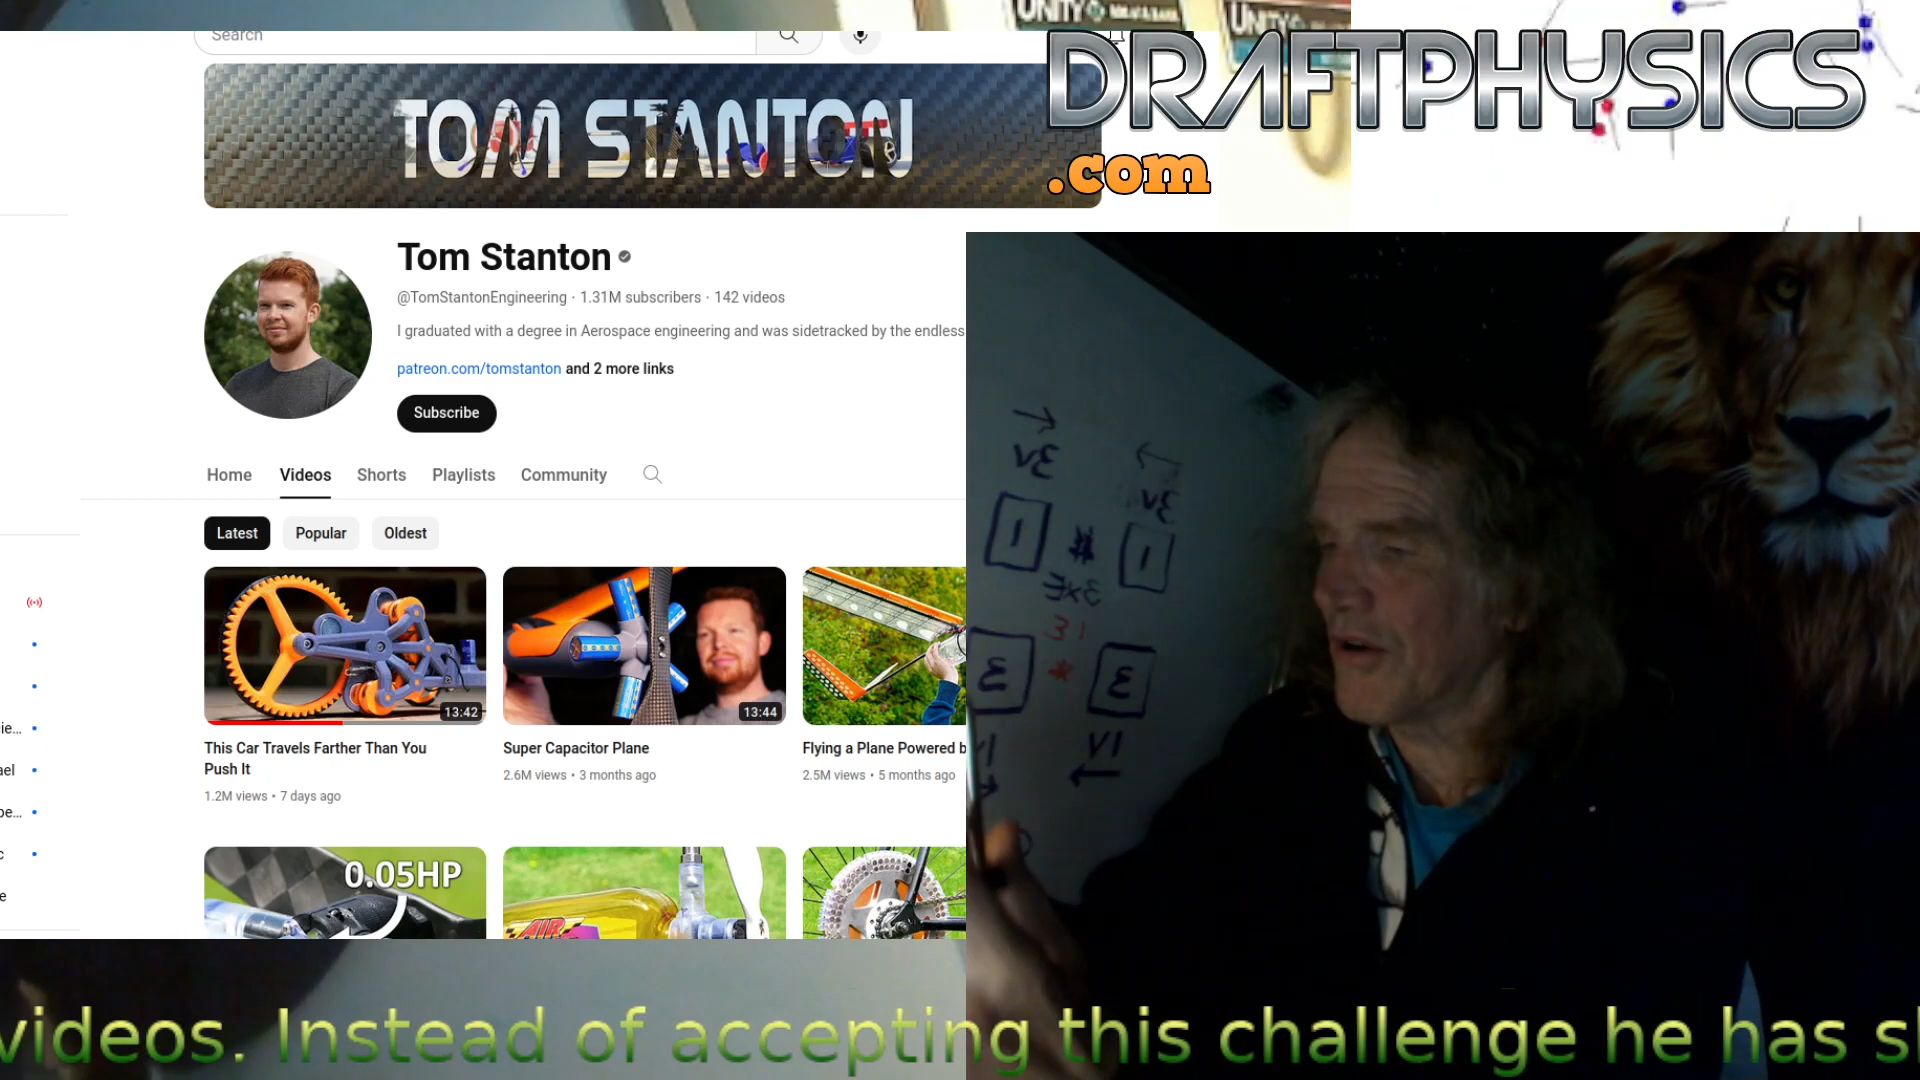 UNITY
UNITY
Search
DRAFTPHYSICS
.com
TOM STANTON
Tom Stanton
@TomStantonEngineering · 1.31M subscribers · 142 videos
I graduated with a degree in Aerospace engineering and was sidetracked by the endless
patreon.com/tomstanton and 2 more links
Subscribe
Home Videos Shorts Playlists Community
Latest Popular Oldest
13:42
13:44
This Car Travels Farther Than You
Push It
1.2M views • 7 days ago
Super Capacitor Plane
2.6M views • 3 months ago
Flying a Plane Powered b
2.5M views • 5 months ago
0.05HP
AIR
videos. Instead of accepting this challenge he has s